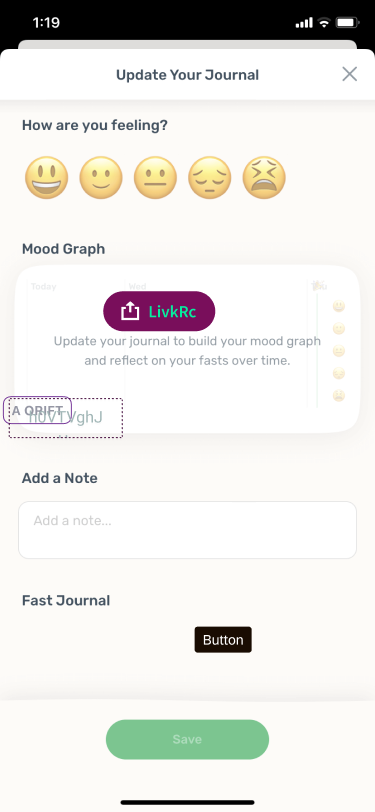 1:19
Update Your Journal
How are you feeling?
Mood Graph
Today
Wed
LivkRc
Update your journal to build your mood graph
and reflect on your fasts over time.
A QRIFT
Add a Note
Add a note...
Fast Journal
Button
Save